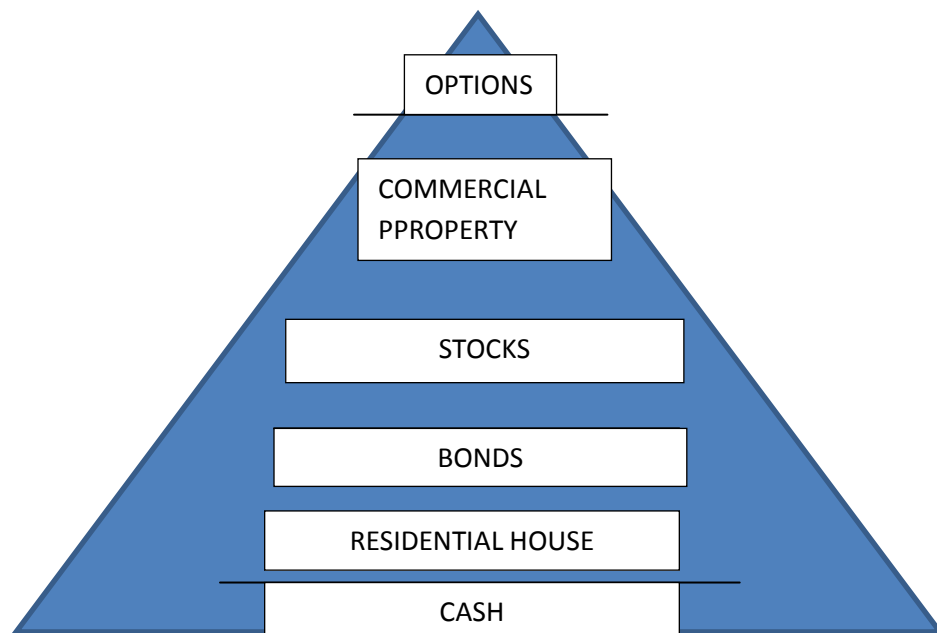 OPTIONS
COMMERCIAL
PPROPERTY
STOCKS
BONDS
RESIDENTIAL HOUSE
CASH